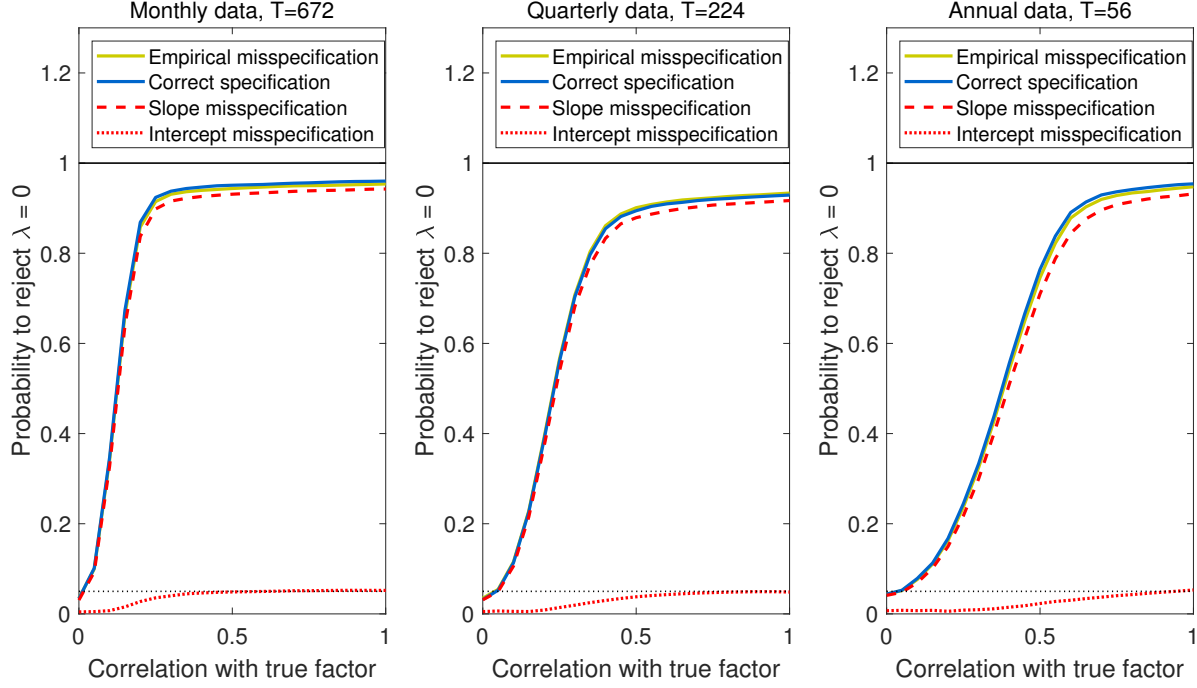 Monthly data, T=672
Empirical misspecification
Correct specification
Slope misspecification
Intercept misspecification
Probability to reject λ = 0
1.2
1
0.8
0.6
0.4
0.2
0
0
0.5
1
Correlation with true factor
Quarterly data, T=224
Empirical misspecification
Correct specification
Slope misspecification
Intercept misspecification
Probability to reject λ = 0
1.2
1
0.8
0.6
0.4
0.2
0
0
0.5
1
Correlation with true factor
Annual data, T=56
Empirical misspecification
Correct specification
Slope misspecification
Intercept misspecification
Probability to reject λ = 0
1.2
1
0.8
0.6
0.4
0.2
0
0
0.5
1
Correlation with true factor